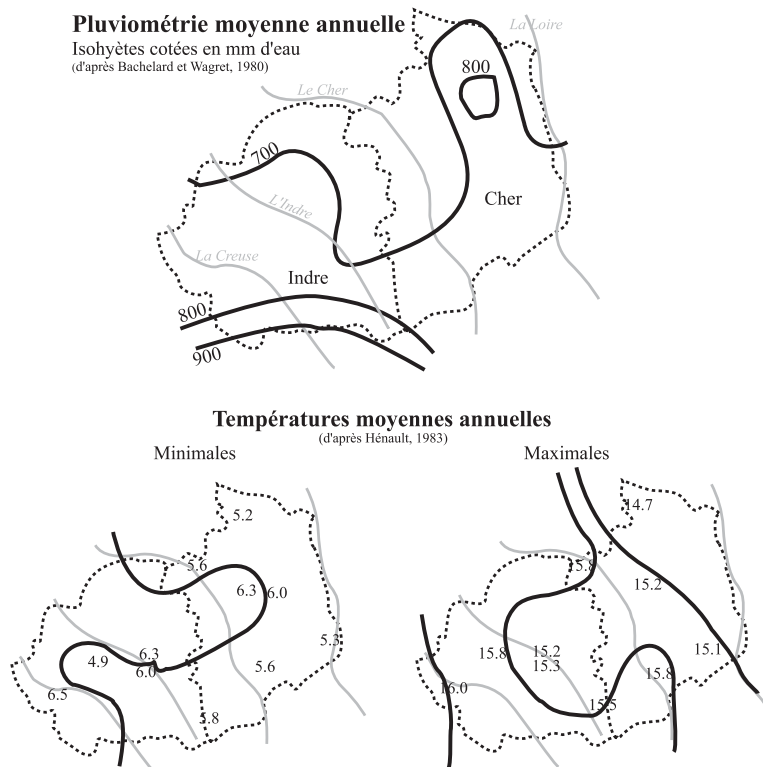 Pluviométrie moyenne annuelle
Isohyètes cotées en mm d'eau
(d'après Bachelard et Wagret, 1980)
La Loire
800
Le Cher
700
L'Indre
Cher
La Creuse
Indre
800
900
Températures moyennes annuelles
(d'après Hénault, 1983)
Minimales
Maximales
5.2
5.6
6.3
6.0
5.3
6.3
4.9
6.0
5.6
6.5
5.8
14.7
15.8
15.2
15.1
15.8
15.2
15.3
15.8
16.0
15.5